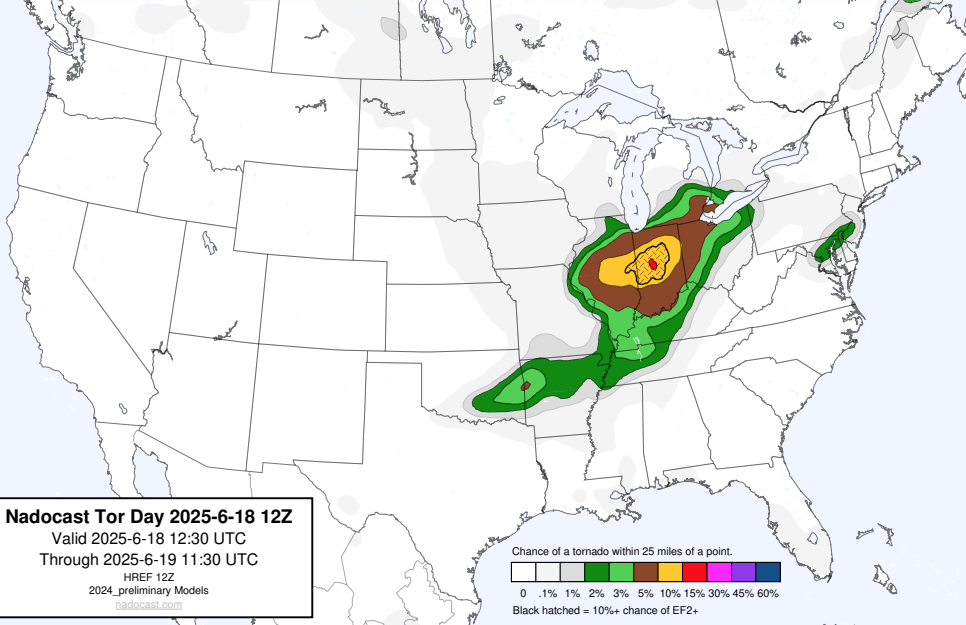 Nadocast Tor Day 2025-6-18 12Z
Valid 2025-6-18 12:30 UTC
Through 2025-6-19 11:30 UTC
HREF 12Z
2024_preliminary Models
nadocast.com
Chance of a tornado within 25 miles of a point.
0 .1% 1% 2% 3% 5% 10% 15% 30% 45% 60%
Black hatched = 10%+ chance of EF2+